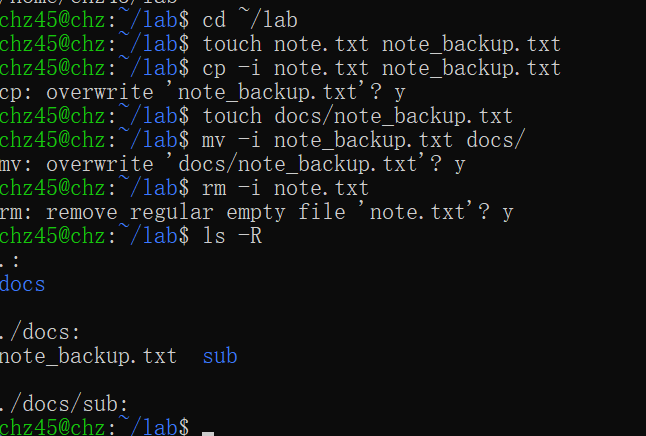 chz45@chz:~/lab$ cd ~/lab
chz45@chz:~/lab$ touch note.txt note_backup.txt
chz45@chz:~/lab$ cp -i note.txt note_backup.txt
cp: overwrite 'note_backup.txt'? y
chz45@chz:~/lab$ touch docs/note_backup.txt
chz45@chz:~/lab$ mv -i note_backup.txt docs/
mv: overwrite 'docs/note_backup.txt'? y
chz45@chz:~/lab$ rm -i note.txt
rm: remove regular empty file 'note.txt'? y
chz45@chz:~/lab$ ls -R
.:
docs

./docs:
note_backup.txt  sub

./docs/sub:
chz45@chz:~/lab$